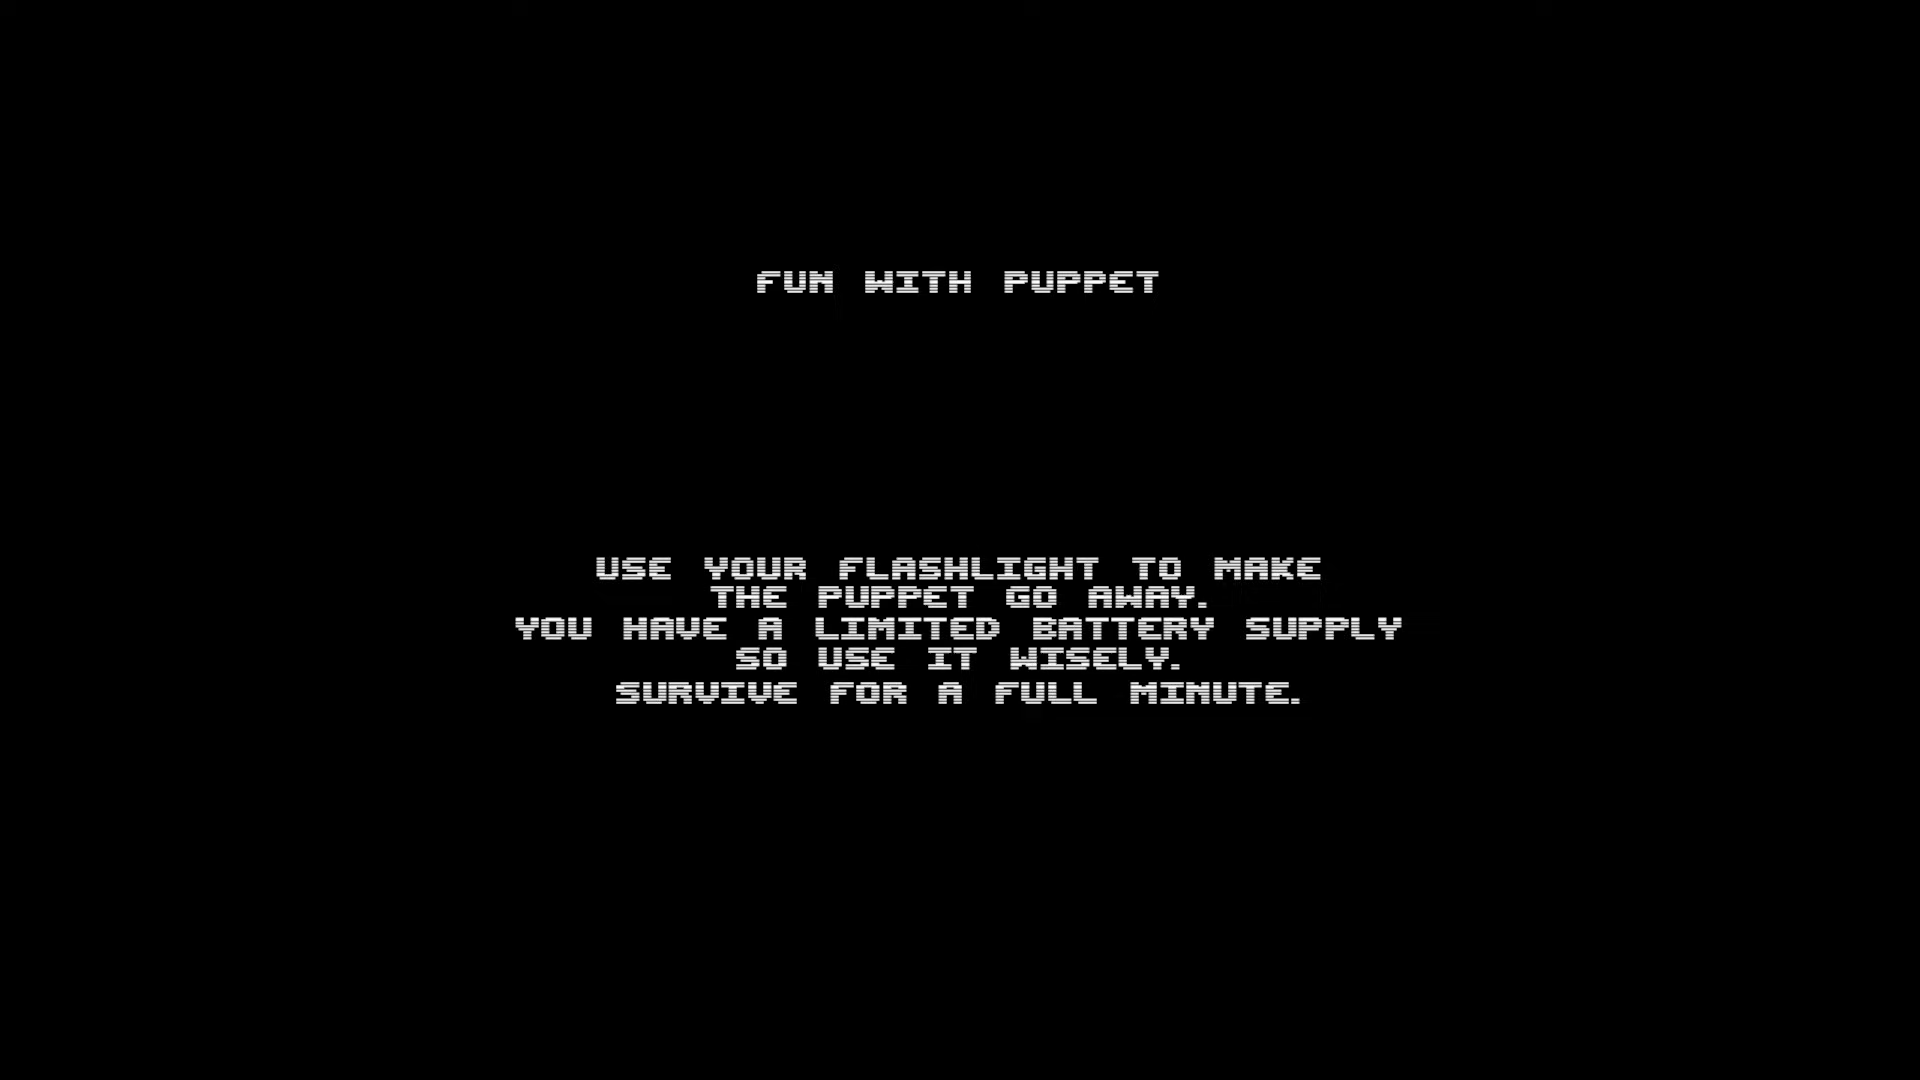 FUN WITH PUPPET
USE YOUR FLASHLIGHT TO MAKE
THE PUPPET GO AWAY.
YOU HAVE A LIMITED BATTERY SUPPLY
SO USE IT WISELY.
SURVIVE FOR A FULL MINUTE.